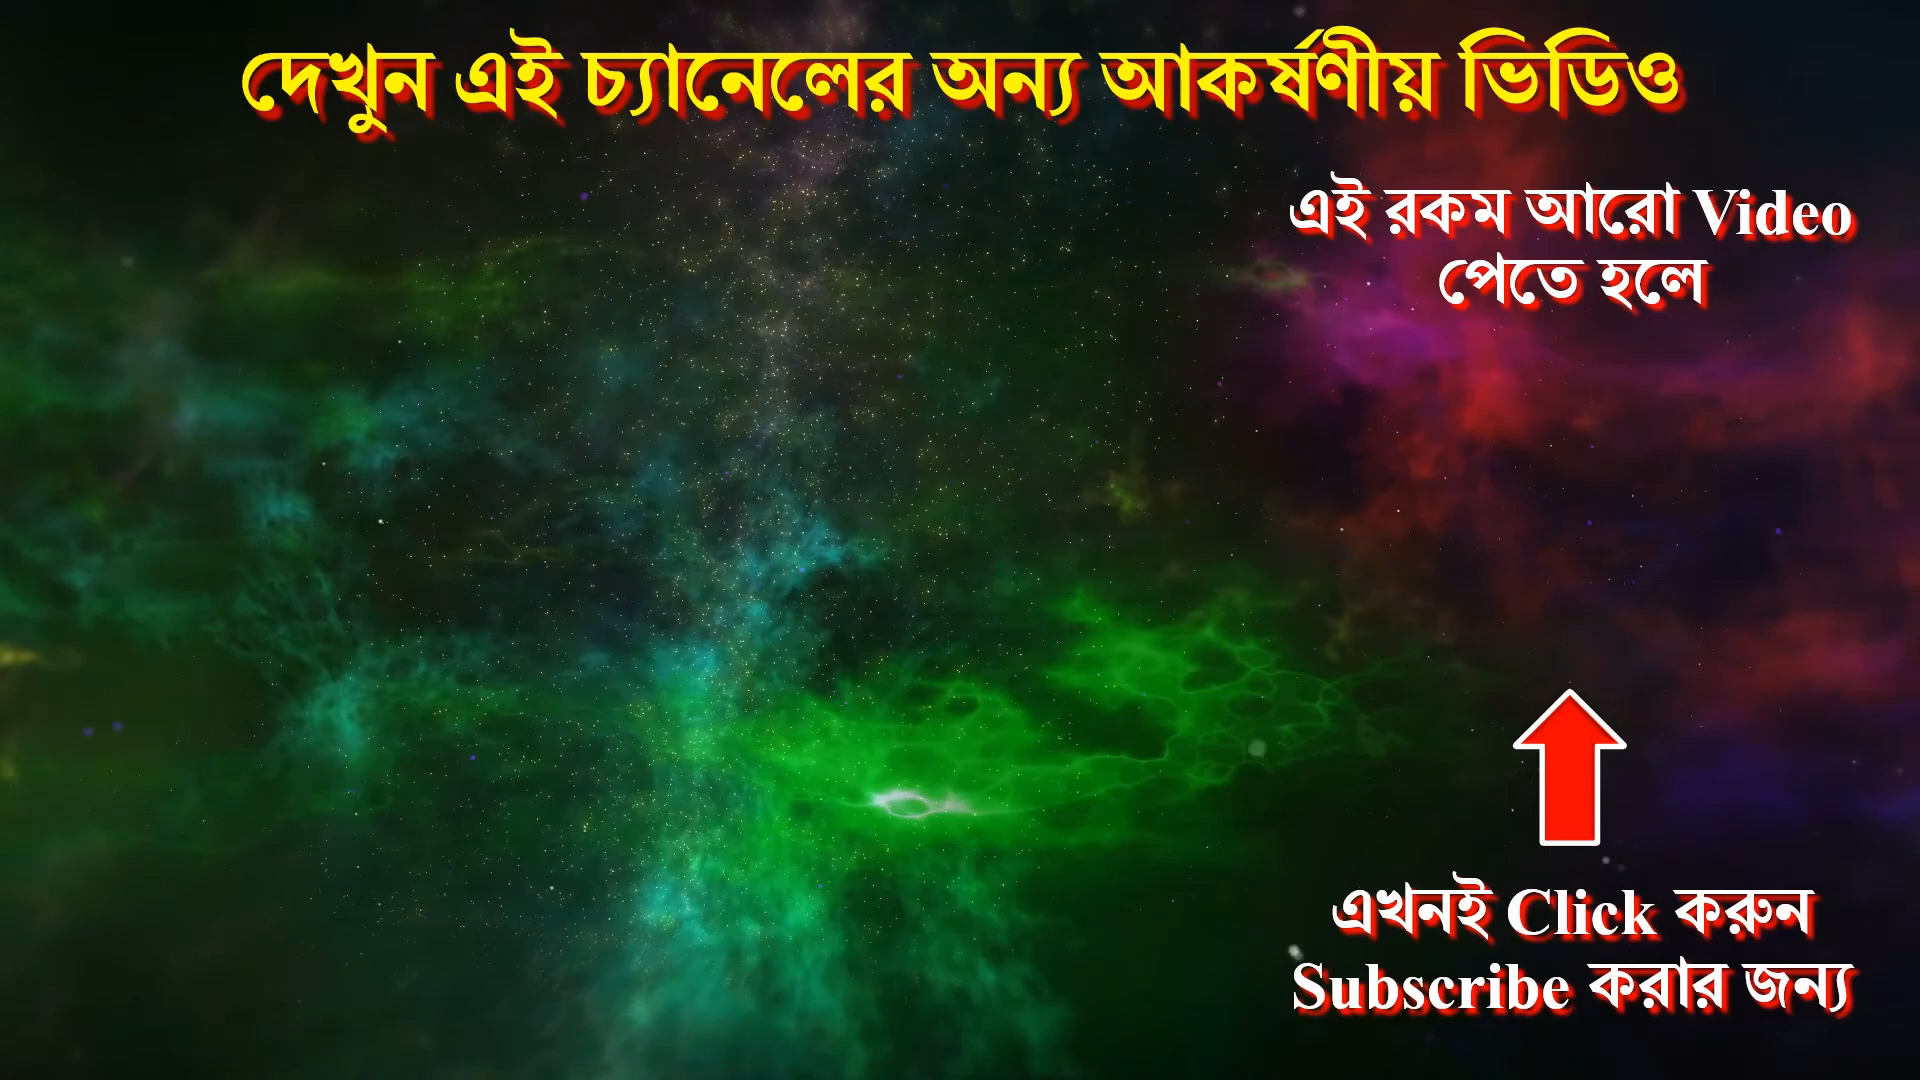 দেখুন এই চ্যানেলের অন্য আকর্ষণীয় ভিডিও
এই রকম আরো Video
পেতে হলে
এখনই Click করুন
Subscribe করার জন্য